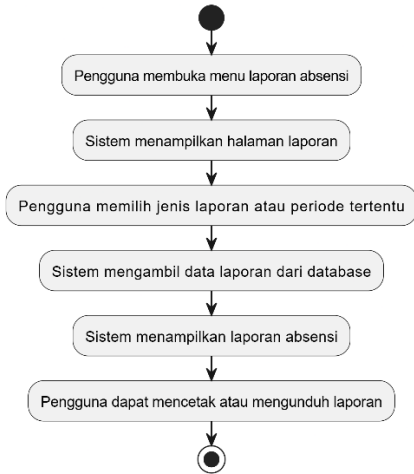 Pengguna membuka menu laporan absensi
Sistem menampilkan halaman laporan
Pengguna memilih jenis laporan atau periode tertentu
Sistem mengambil data laporan dari database
Sistem menampilkan laporan absensi
Pengguna dapat mencetak atau mengunduh laporan